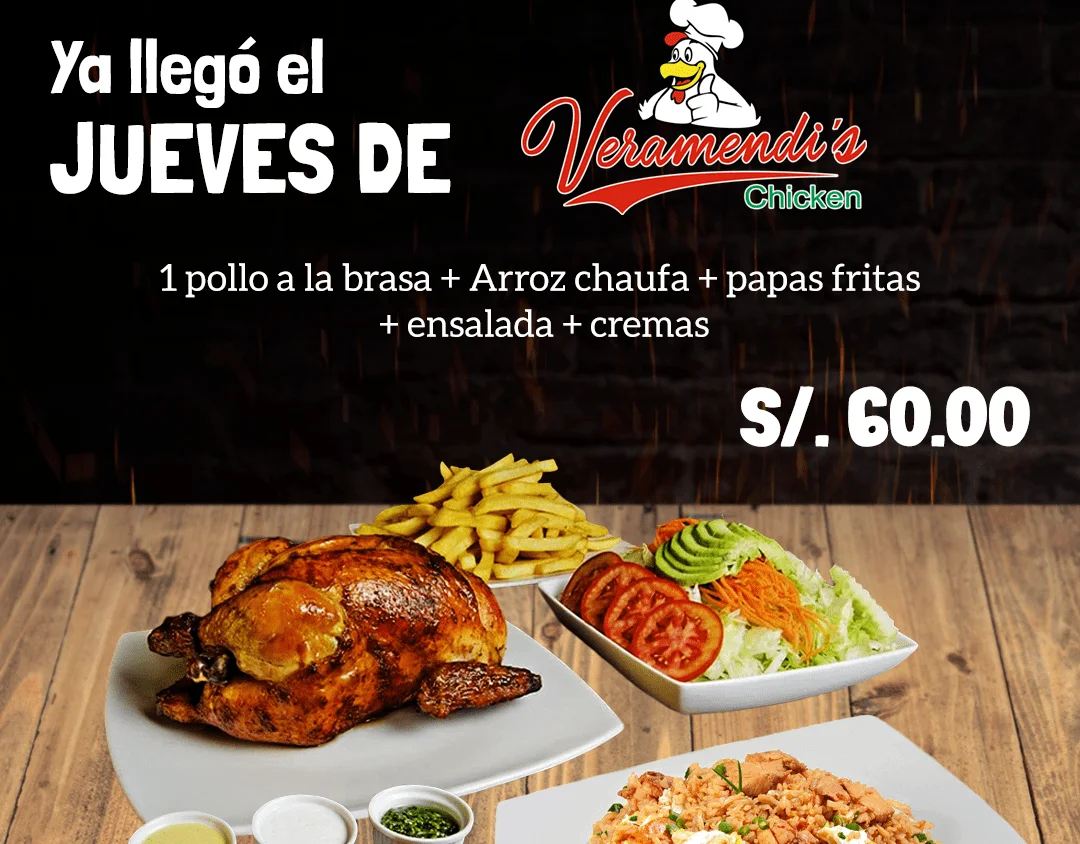 Ya llegó el
JUEVES DE
Veramendi's
Chicken
1 pollo a la brasa + Arroz chaufa + papas fritas
+ ensalada + cremas
S/. 60.00